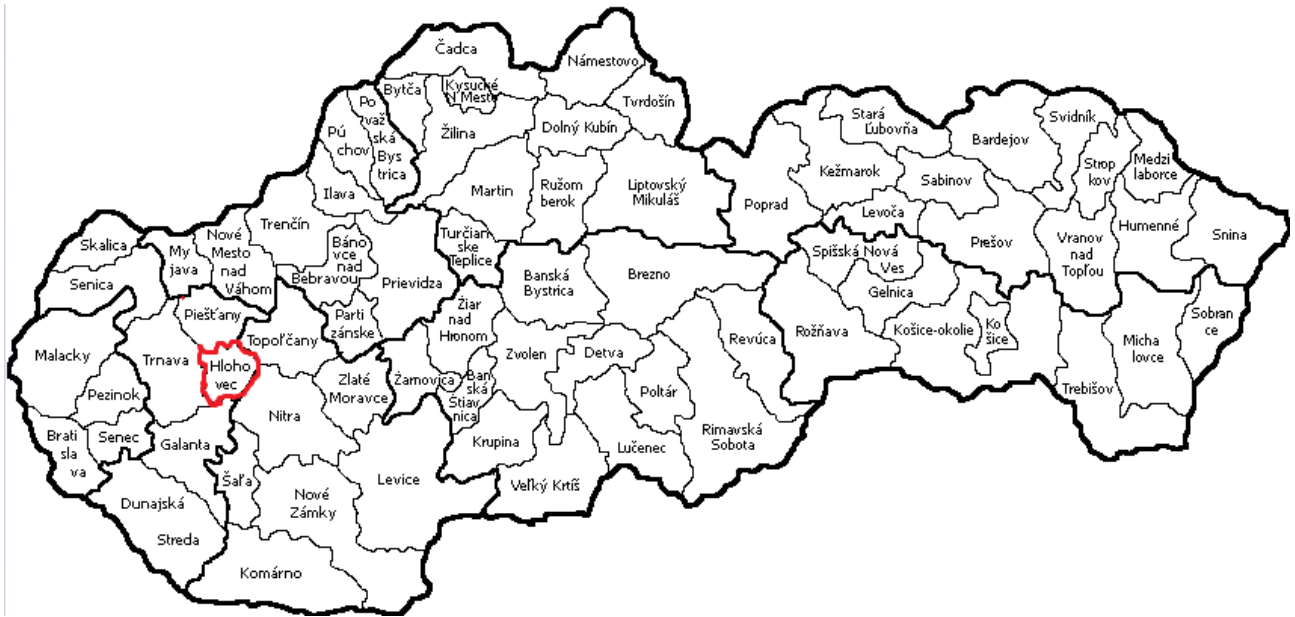 Čadca
Námestovo
Bytča
Kysucké
N.Mesto
Tvrdošín
Po
važ
ská
Bys
trica
Pú
chov
Žilina
Dolný Kubín
Stará
Ľubovňa
Bardejov
Svidník
Strop
kov
Medzi
laborce
Kežmarok
Sabinov
Ilava
Martin
Ružom
berok
Liptovský
Mikuláš
Poprad
Levoča
Trenčín
Turčian
ske
Teplice
Prešov
Humenné
Snina
Vranov
nad
Topľou
Skalica
My
java
Nové
Mesto
nad
Váhom
Báno
vce
nad
Bebravou
Prievidza
Spišská Nová
Ves
Senica
Banská
Bystrica
Brezno
Gelnica
Piešťany
Parti
zánske
Žiar
nad
Hronom
Rožňava
Košice-okolie
Ko
šice
Sobran
ce
Micha
lovce
Malacky
Trnava
Topoľčany
Hloho
vec
Zvolen
Detva
Revúca
Zlaté
Moravce
Žarnovica
Ban
ská
Štiav
nica
Poltár
Trebišov
Pezinok
Nitra
Rimavská
Sobota
Brati
sla
va
Senec
Galanta
Krupina
Lučenec
Šaľa
Levice
Veľký Krtíš
Nové
Zámky
Dunajská
Streda
Komárno